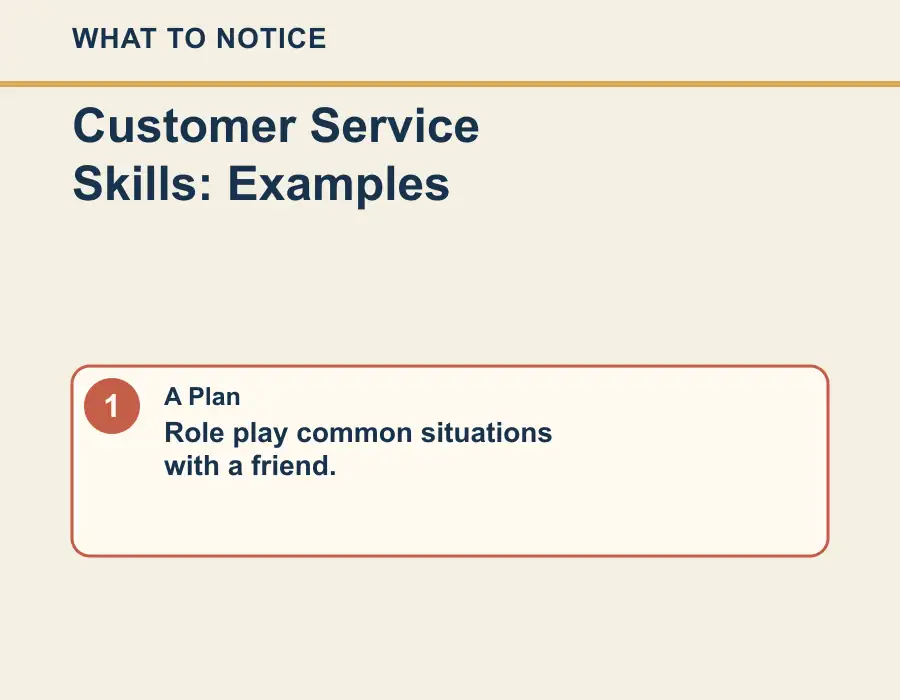 WHAT TO NOTICE
Customer Service
Skills: Examples
1
A Plan
Role play common situations
with a friend.